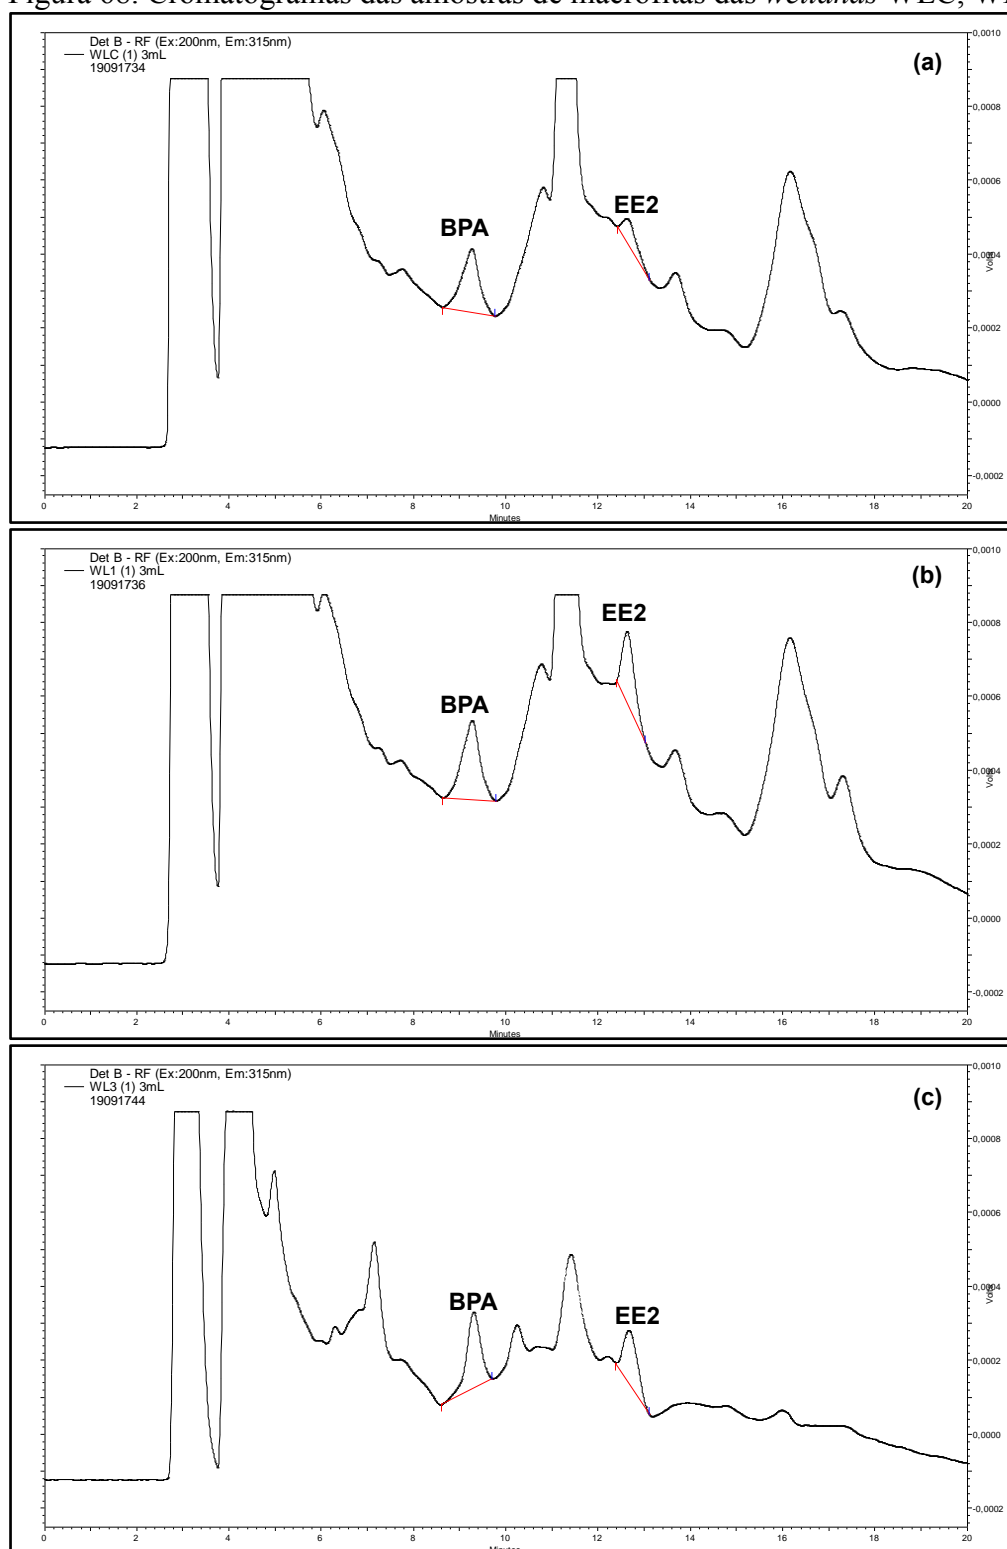 Figura 68. Cromatogramas das amostras de macrófitas das wetlands WLC, WL
Det B - RF (Ex:200nm, Em:315nm)
WLC (1) 3mL
19091734
(a)
BPA
EE2
0,0010
0,0008
0,0006
0,0004
0,0002
0,0000
-0,0002
Volts
0 2 4 6 8 10 12 14 16 18 20
Minutes
Det B - RF (Ex:200nm, Em:315nm)
WL1 (1) 3mL
19091736
(b)
BPA
EE2
0,0010
0,0008
0,0006
0,0004
0,0002
0,0000
-0,0002
Volts
0 2 4 6 8 10 12 14 16 18 20
Minutes
Det B - RF (Ex:200nm, Em:315nm)
WL3 (1) 3mL
19091744
(c)
BPA
EE2
0,0010
0,0008
0,0006
0,0004
0,0002
0,0000
-0,0002
Volts
0 2 4 6 8 10 12 14 16 18 20
Minutes